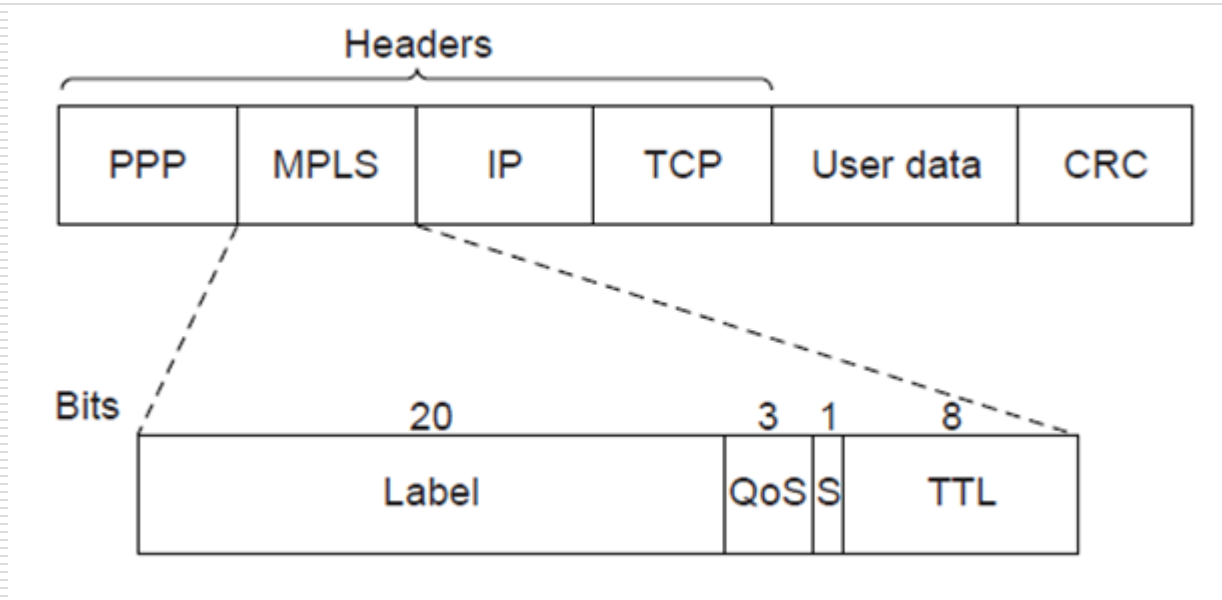 Headers
PPP MPLS IP TCP User data CRC
Bits 20 3 1 8
Label QoS S TTL